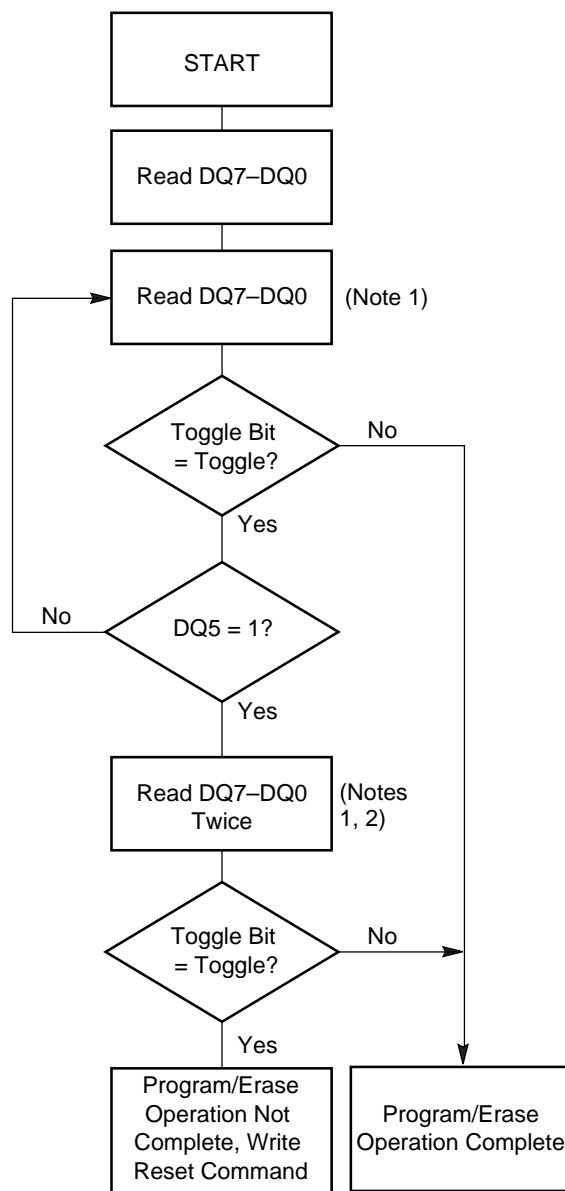 START
Read DQ7–DQ0
Read DQ7–DQ0
(Note 1)
Toggle Bit
= Toggle?
No
Yes
No
DQ5 = 1?
Yes
Read DQ7–DQ0
Twice
(Notes
1, 2)
Toggle Bit
= Toggle?
No
Yes
Program/Erase
Operation Not
Complete, Write
Reset Command
Program/Erase
Operation Complete